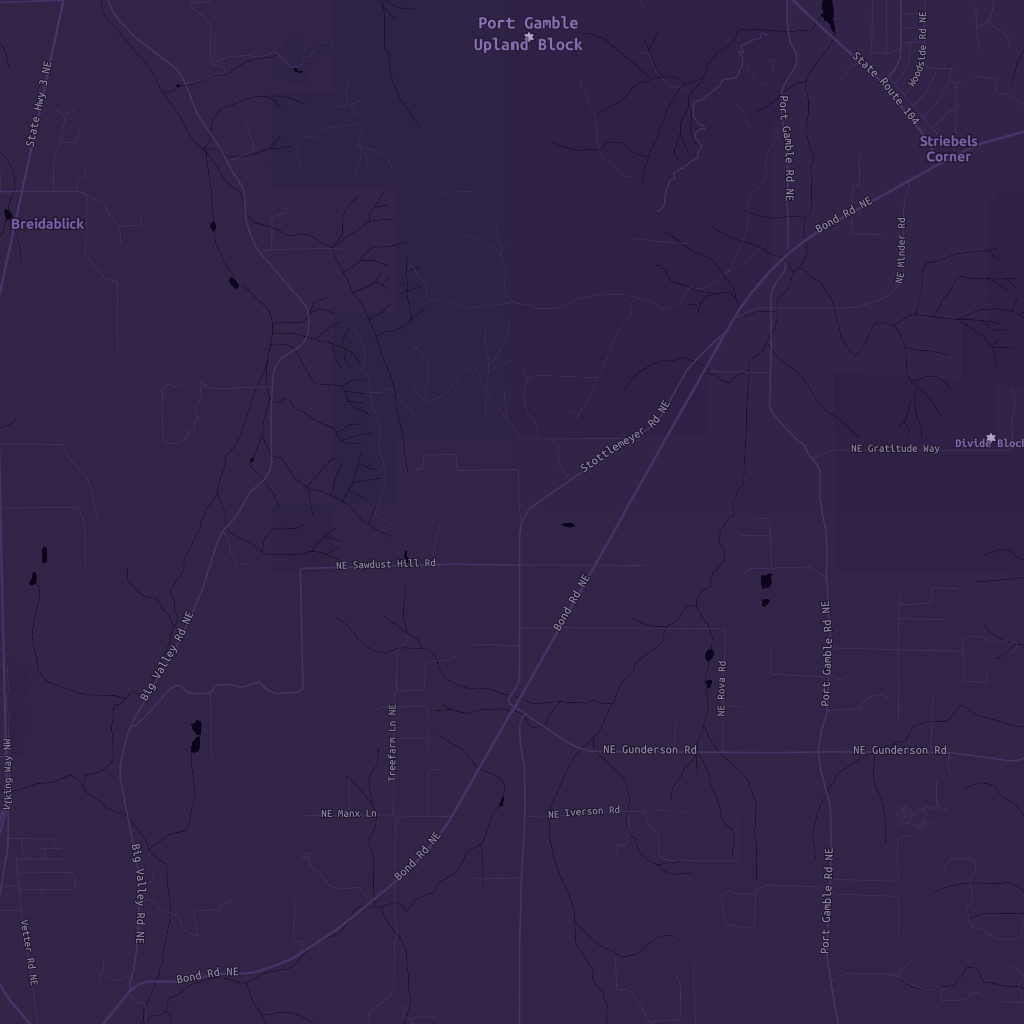 Port Gamble
Upland Block
Woodside Rd NE
State Route 104
State Hwy 3 NE
Port Gamble Rd NE
Striebels
Corner
Breidablick
Bond Rd NE
NE Minder Rd
Stottlemeyer Rd NE
NE Gratitude Way
Divide Block
NE Sawdust Hill Rd
Bond Rd NE
Big Valley Rd NE
Port Gamble Rd NE
NE Rova Rd
Treefarm Ln NE
Viking Way NW
NE Gunderson Rd
NE Gunderson Rd
NE Manx Ln
NE Iverson Rd
Bond Rd NE
Big Valley Rd NE
Port Gamble Rd NE
Vetter Rd NE
Bond Rd NE